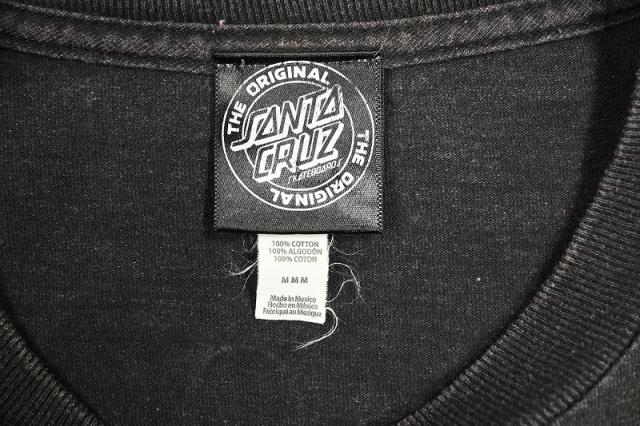 THE ORIGINAL
SANTA
CRUZ
SKATEBOARDS
THE ORIGINAL
100% COTTON
100% ALGODÓN
100% COTON
M M M
Made in Mexico
Hecho en México
Fabriqué au Mexique